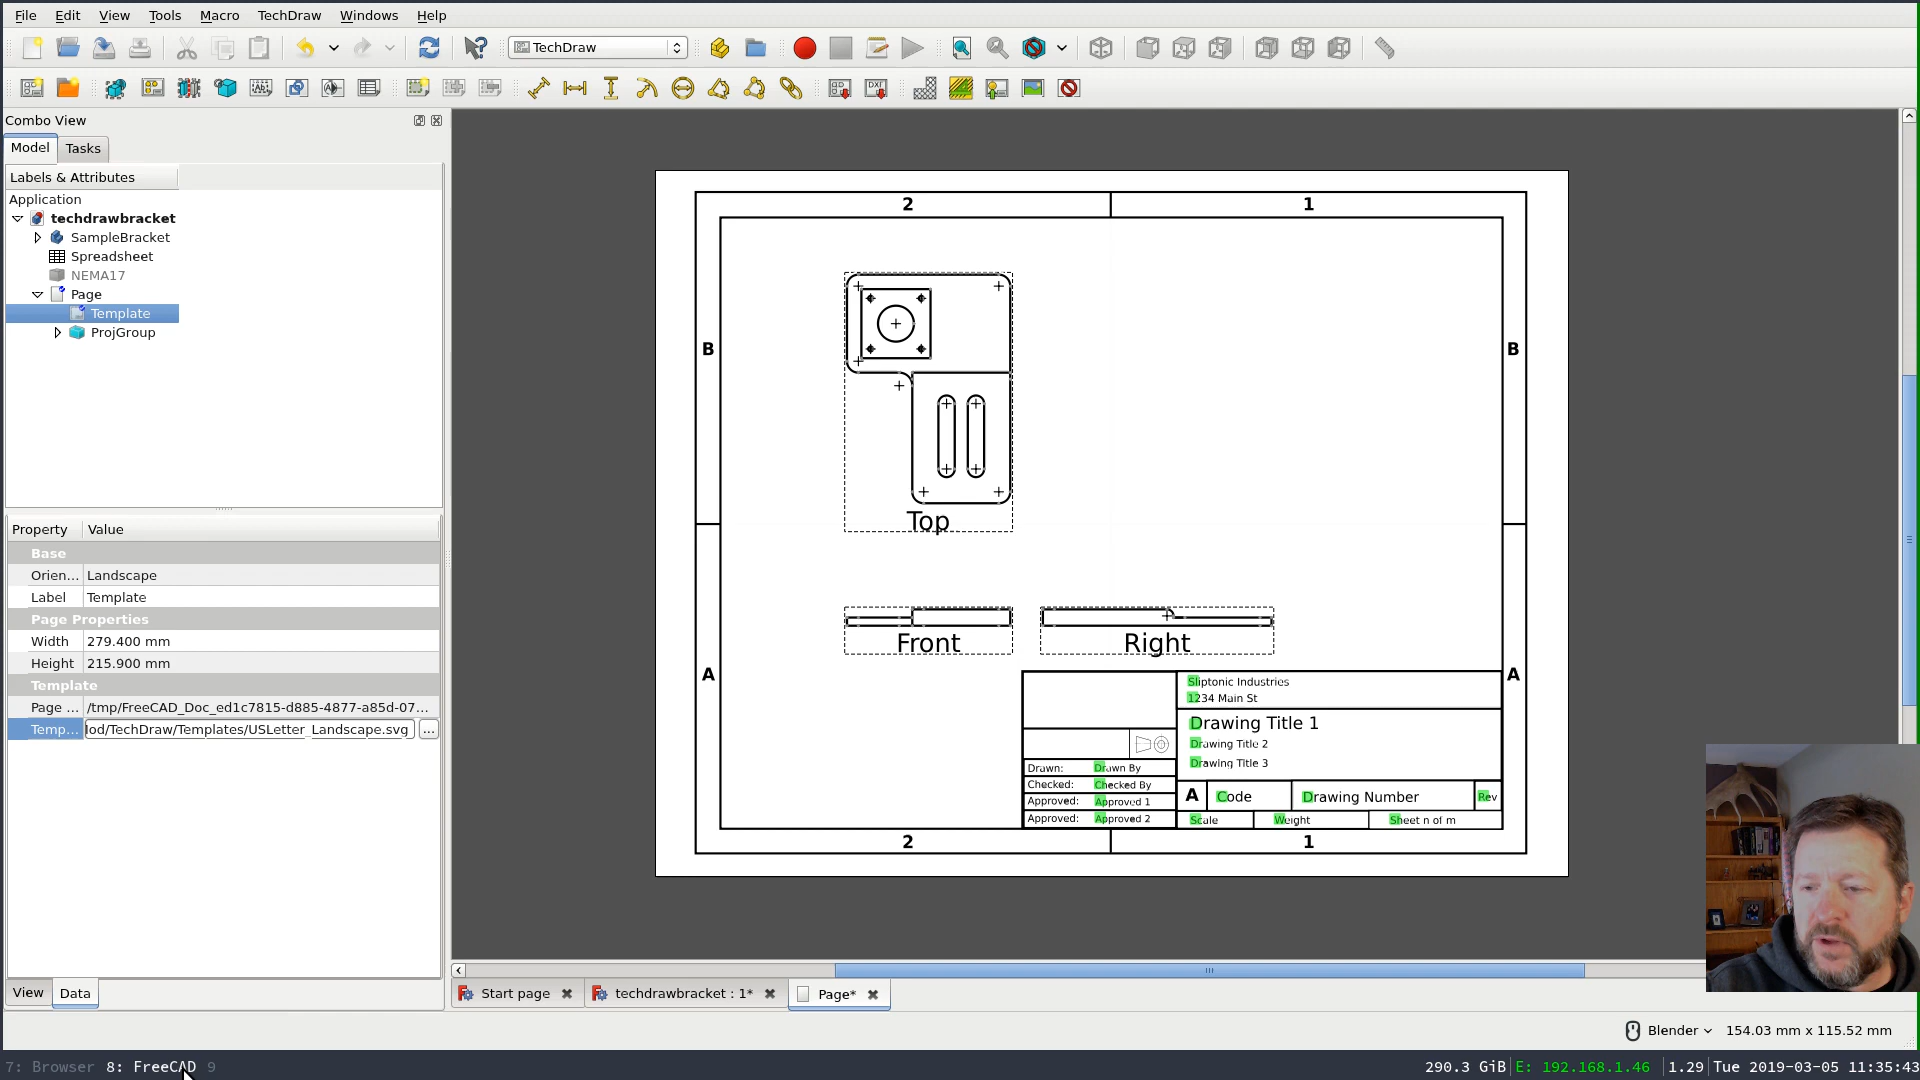 File Edit View Tools Macro TechDraw Windows Help
TechDraw
Combo View
Model Tasks
Labels & Attributes
Application
techdrawbracket
SampleBracket
Spreadsheet
NEMA17
Page
Template
ProjGroup
Property Value
Base
Orien... Landscape
Label Template
Page Properties
Width 279.400 mm
Height 215.900 mm
Template
Page ... /tmp/FreeCAD_Doc_ed1c7815-d885-4877-a85d-07...
Temp... lod/TechDraw/Templates/USLetter_Landscape.svg ...
View Data
2 1
B B
Top
Front Right
A A
Sliptonic Industries
1234 Main St
Drawing Title 1
Drawing Title 2
Drawing Title 3
Drawn: Drawn By
Checked: Checked By
Approved: Approved 1
Approved: Approved 2
A Code Drawing Number Rev
Scale Weight Sheet n of m
2 1
Start page techdrawbracket : 1* Page*
Blender 154.03 mm x 115.52 mm
7: Browser 8: FreeCAD 9 290.3 GiB E: 192.168.1.46 1.29 Tue 2019-03-05 11:35:43